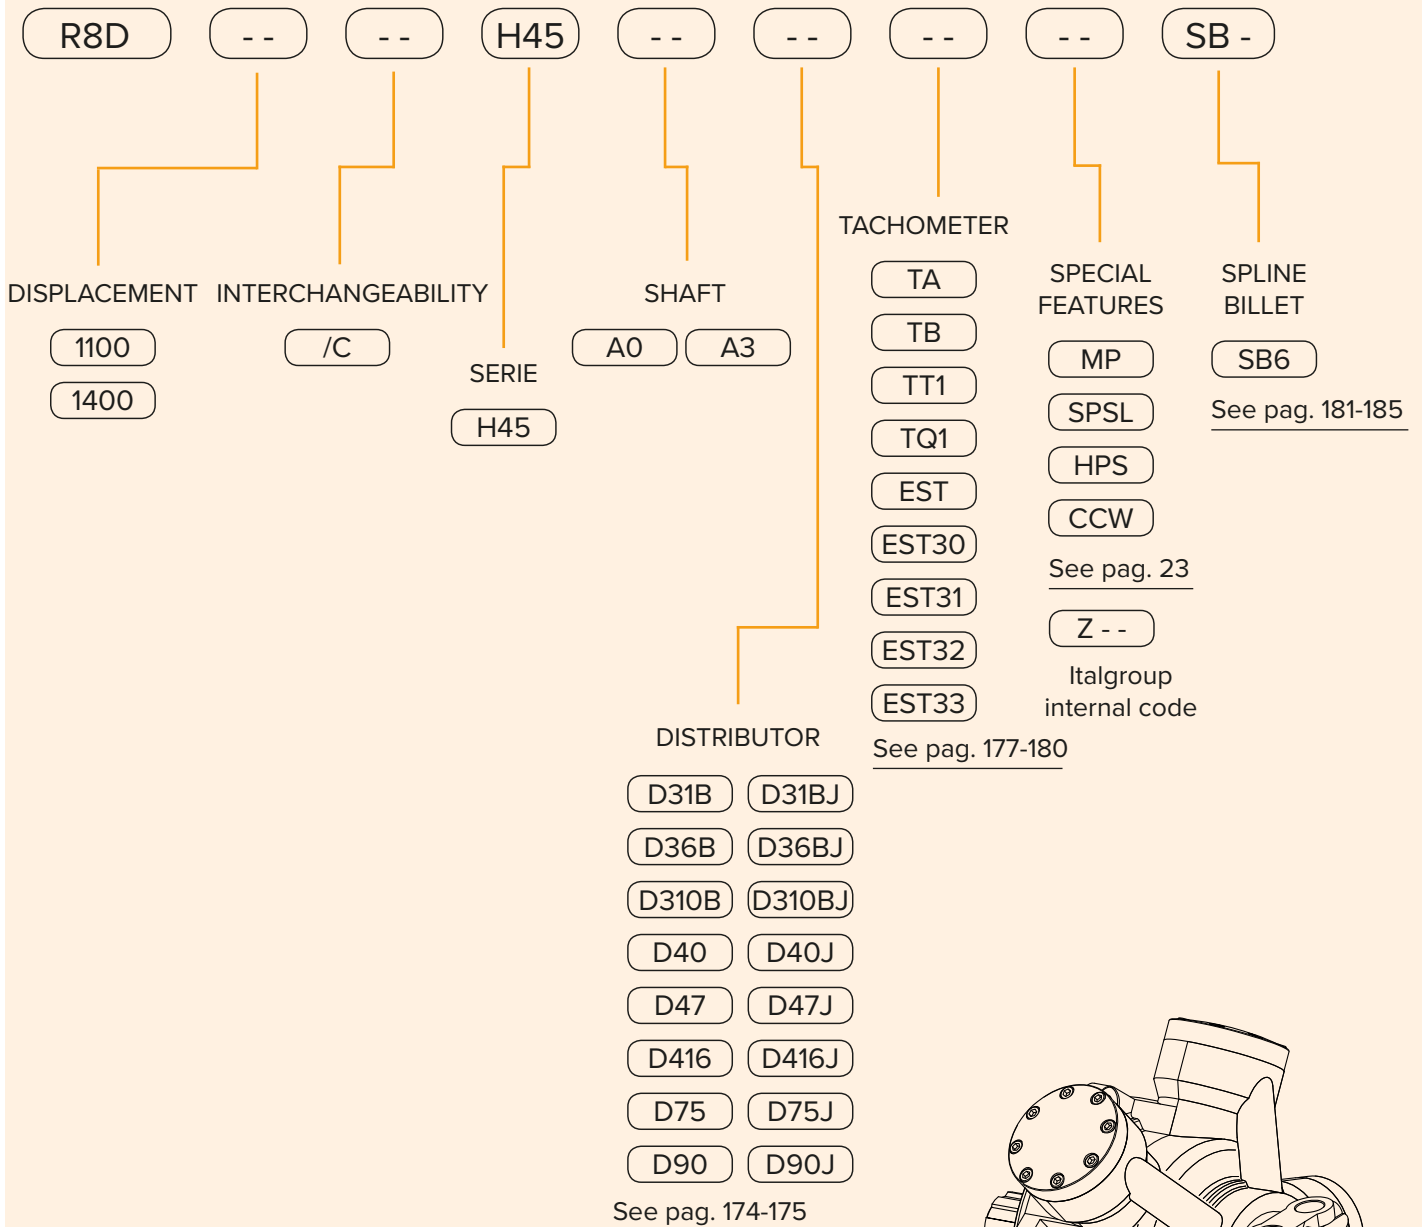 R8D - - - - H45 - - - - - - - - SB -
DISPLACEMENT
1100
1400
INTERCHANGEABILITY
/C
SERIE
H45
SHAFT
A0 A3
DISTRIBUTOR
D31B D31BJ
D36B D36BJ
D310B D310BJ
D40 D40J
D47 D47J
D416 D416J
D75 D75J
D90 D90J
See pag. 174-175
TACHOMETER
TA
TB
TT1
TQ1
EST
EST30
EST31
EST32
EST33
See pag. 177-180
SPECIAL
FEATURES
MP
SPSL
HPS
CCW
See pag. 23
Z - -
Italgroup
internal code
SPLINE
BILLET
SB6
See pag. 181-185